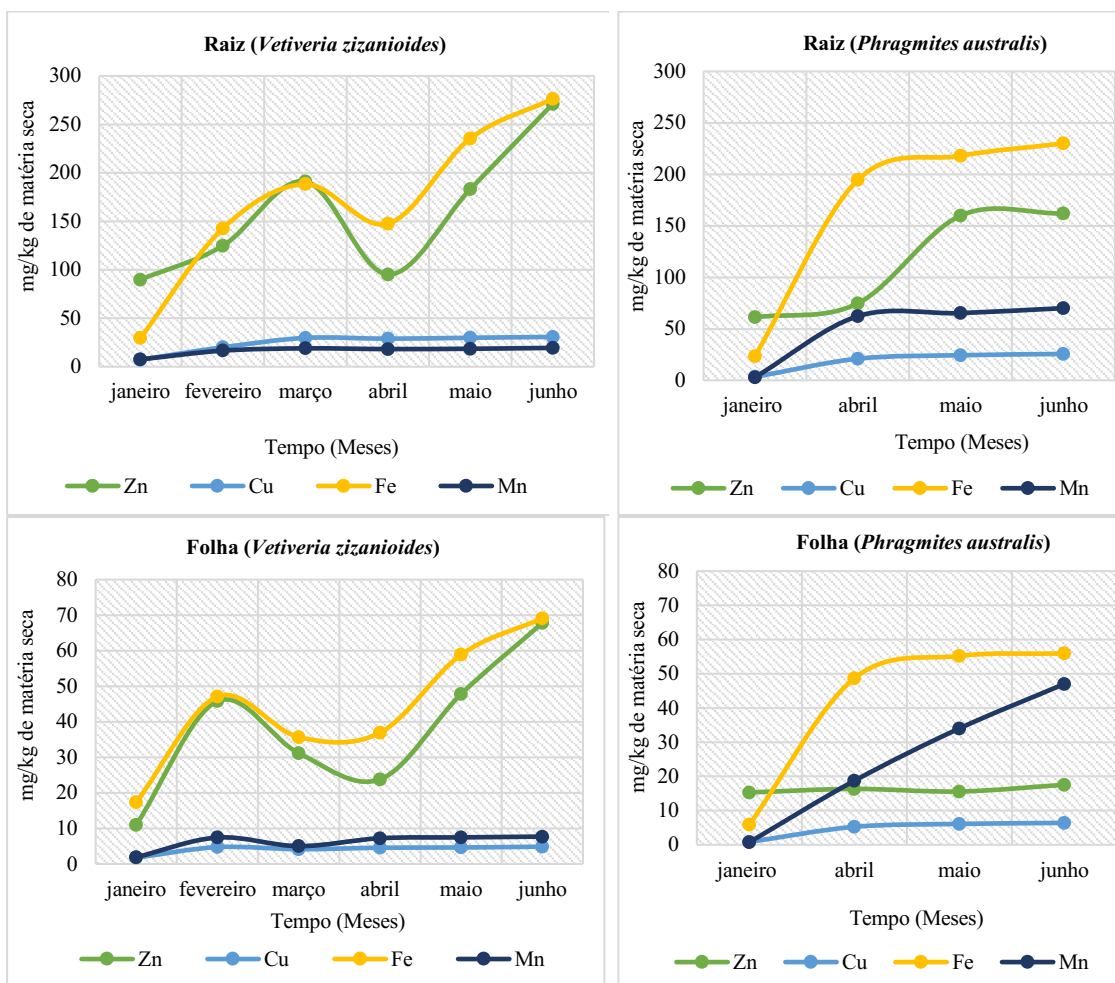 Raiz (Vetiveria zizanioides)
mg/kg de matéria seca
300
250
200
150
100
50
0
janeiro fevereiro março abril maio junho
Tempo (Meses)
Zn Cu Fe Mn
Raiz (Phragmites australis)
mg/kg de matéria seca
300
250
200
150
100
50
0
janeiro abril maio junho
Tempo (Meses)
Zn Cu Fe Mn
Folha (Vetiveria zizanioides)
mg/kg de matéria seca
80
70
60
50
40
30
20
10
0
janeiro fevereiro março abril maio junho
Tempo (Meses)
Zn Cu Fe Mn
Folha (Phragmites australis)
mg/kg de matéria seca
80
70
60
50
40
30
20
10
0
janeiro abril maio junho
Tempo (Meses)
Zn Cu Fe Mn